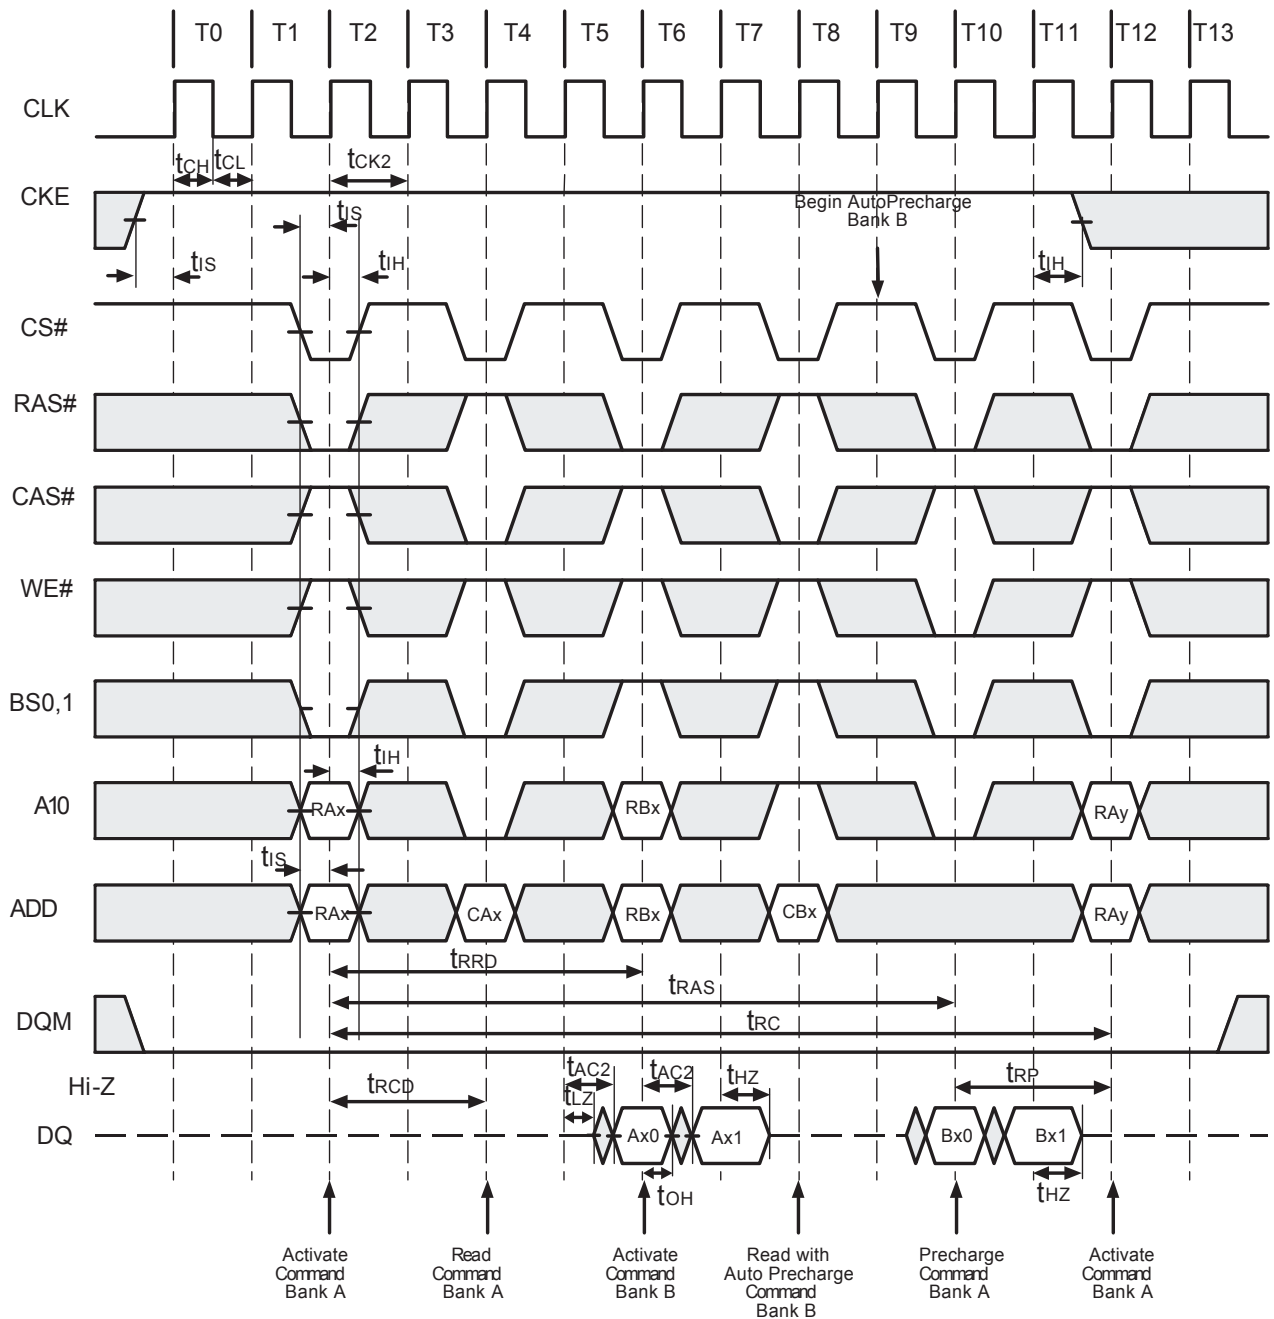 T0 T1 T2 T3 T4 T5 T6 T7 T8 T9 T10 T11 T12 T13
CLK
tCH tCL tCK2
CKE
tIS
Begin AutoPrecharge
Bank B
tIS tIH tIH
CS#
RAS#
CAS#
WE#
BS0,1
tIH
A10 RAx RBx RAy
tIS
ADD RAx CAx RBx CBx RAy
tRRD
tRAS
DQM tRC
Hi-Z tRCD tAC2 tAC2 tHZ tRP
tLZ
DQ Ax0 Ax1 Bx0 Bx1
tOH tHZ
Activate
Command
Bank A
Read
Command
Bank A
Activate
Command
Bank B
Read with
Auto Precharge
Command
Bank B
Precharge
Command
Bank A
Activate
Command
Bank A